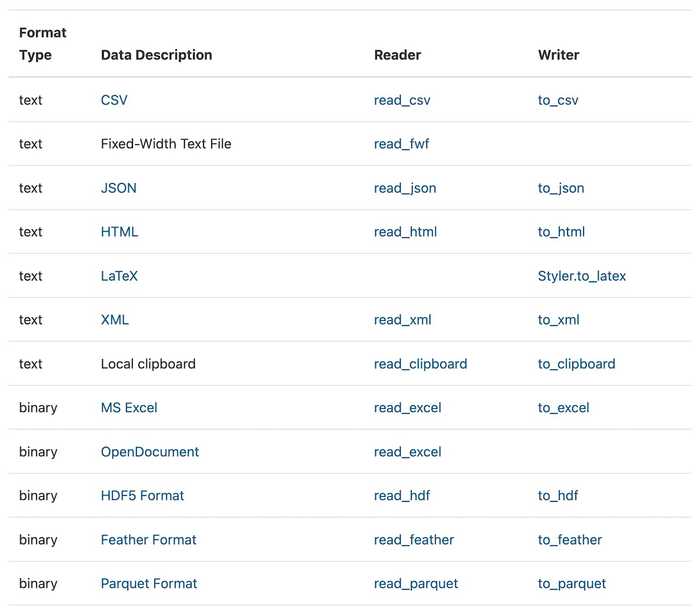 Format Type Data Description Reader Writer
text CSV read_csv to_csv
text Fixed-Width Text File read_fwf
text JSON read_json to_json
text HTML read_html to_html
text LaTeX Styler.to_latex
text XML read_xml to_xml
text Local clipboard read_clipboard to_clipboard
binary MS Excel read_excel to_excel
binary OpenDocument read_excel
binary HDF5 Format read_hdf to_hdf
binary Feather Format read_feather to_feather
binary Parquet Format read_parquet to_parquet